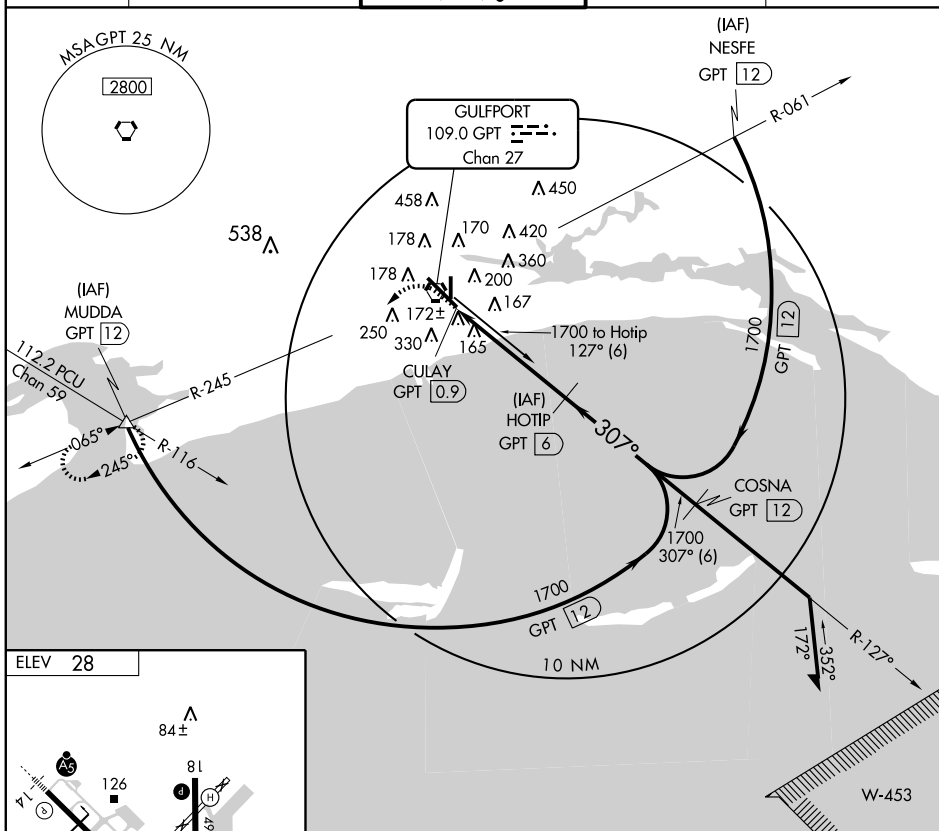 MSA GPT 25 NM
2800
(IAF)
NESFE
GPT 12
R-061
GULFPORT
109.0 GPT
Chan 27
450
458
170
420
178
360
538
178
200
167
172±
250
330
165
1700 to Hotip
127° (6)
CULAY
GPT 0.9
(IAF)
HOTIP
GPT 6
1700
GPT 12
(IAF)
MUDDA
GPT 12
112.2 PCU
Chan 59
R-245
065°
245°
R-116
307°
COSNA
GPT 12
1700
307° (6)
1700
GPT 12
10 NM
172°
352°
R-127°
W-453
ELEV 28
84±
A5
126
18
P
H
14
P
49